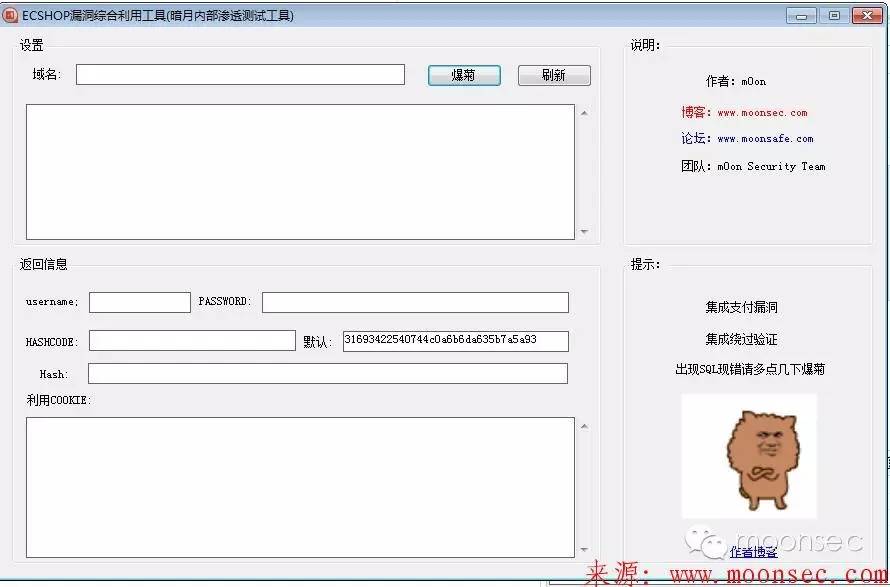 ECSHOP漏洞综合利用工具(暗月内部渗透测试工具)
设置
域名:
爆菊
刷新
说明:
作者: m0on
博客: www.moonsec.com
论坛: www.moonsafe.com
团队: m0on Security Team
返回信息
username:
PASSWORD:
HASHCODE:
默认:
31693422540744c0a6b6da635b7a5a93
Hash:
利用COOKIE:
提示:
集成支付漏洞
集成绕过验证
出现SQL现错请多点几下爆菊
moonsec
作者博客
来源: www.moonsec.com